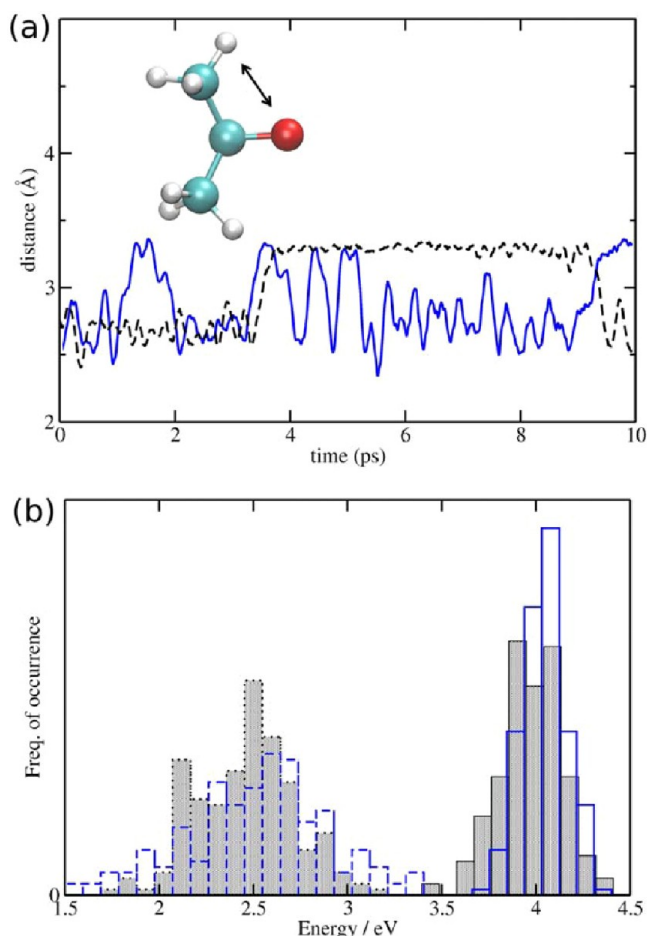 (a)
5
4
distance (Å)
3
2
0 2 4 6 8 10
time (ps)
(b)
Freq. of occurrence
0
1.5 2 2.5 3 3.5 4 4.5
Energy / eV